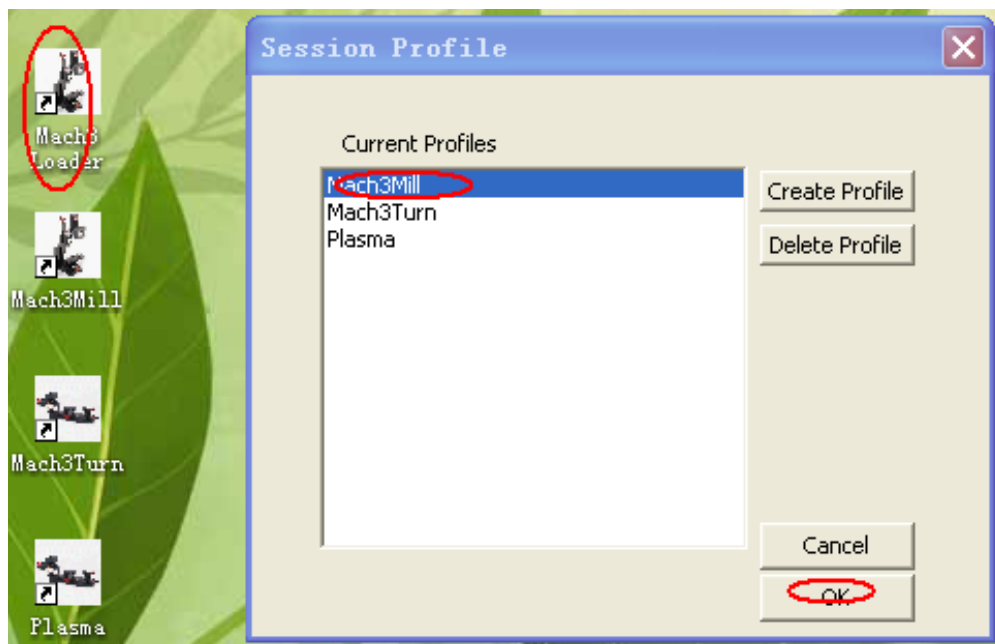 Mach3
Loader
Mach3Mill
Mach3Turn
Plasma
Session Profile
Current Profiles
Mach3Mill
Mach3Turn
Plasma
Create Profile
Delete Profile
Cancel
OK